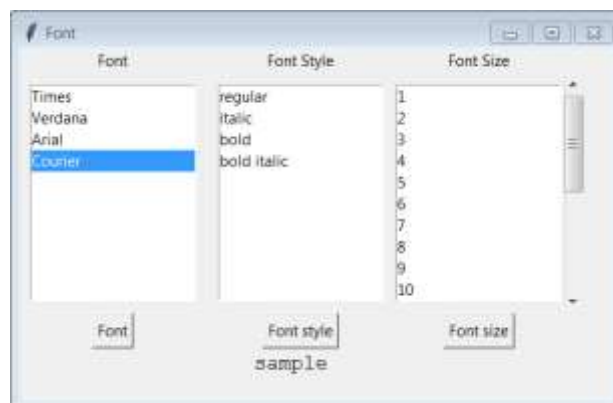 Font
Font Font Style Font Size
Times regular 1
Verdana italic 2
Arial bold 3
Courier bold italic 4
5
6
7
8
9
10
Font Font style Font size
sample